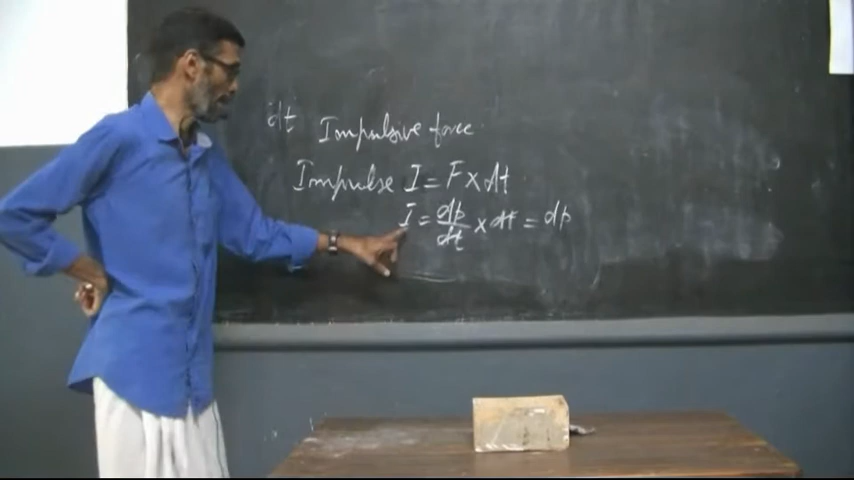 dt Impulsive force
Impulse I = F×dt
I = dp/dt × dt = dp